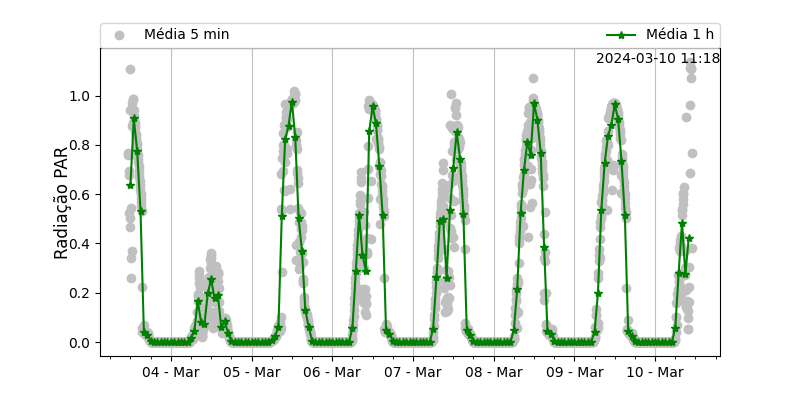 Média 5 min
Média 1 h
2024-03-10 11:18
Radiação PAR
1.0
0.8
0.6
0.4
0.2
0.0
04 - Mar
05 - Mar
06 - Mar
07 - Mar
08 - Mar
09 - Mar
10 - Mar